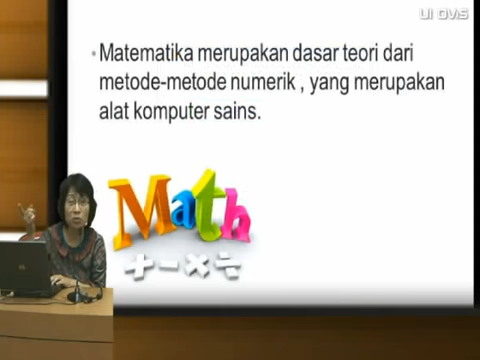 UI OVIS
• Matematika merupakan dasar teori dari
metode-metode numerik , yang merupakan
alat komputer sains.
Math
+ − × ÷